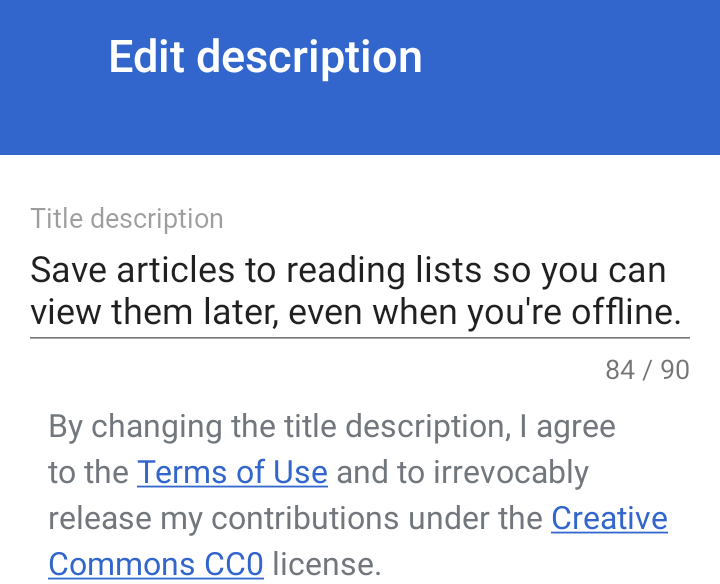 Edit description
Title description
Save articles to reading lists so you can
view them later, even when you're offline.
84 / 90
By changing the title description, I agree
to the Terms of Use and to irrevocably
release my contributions under the Creative
Commons CC0 license.